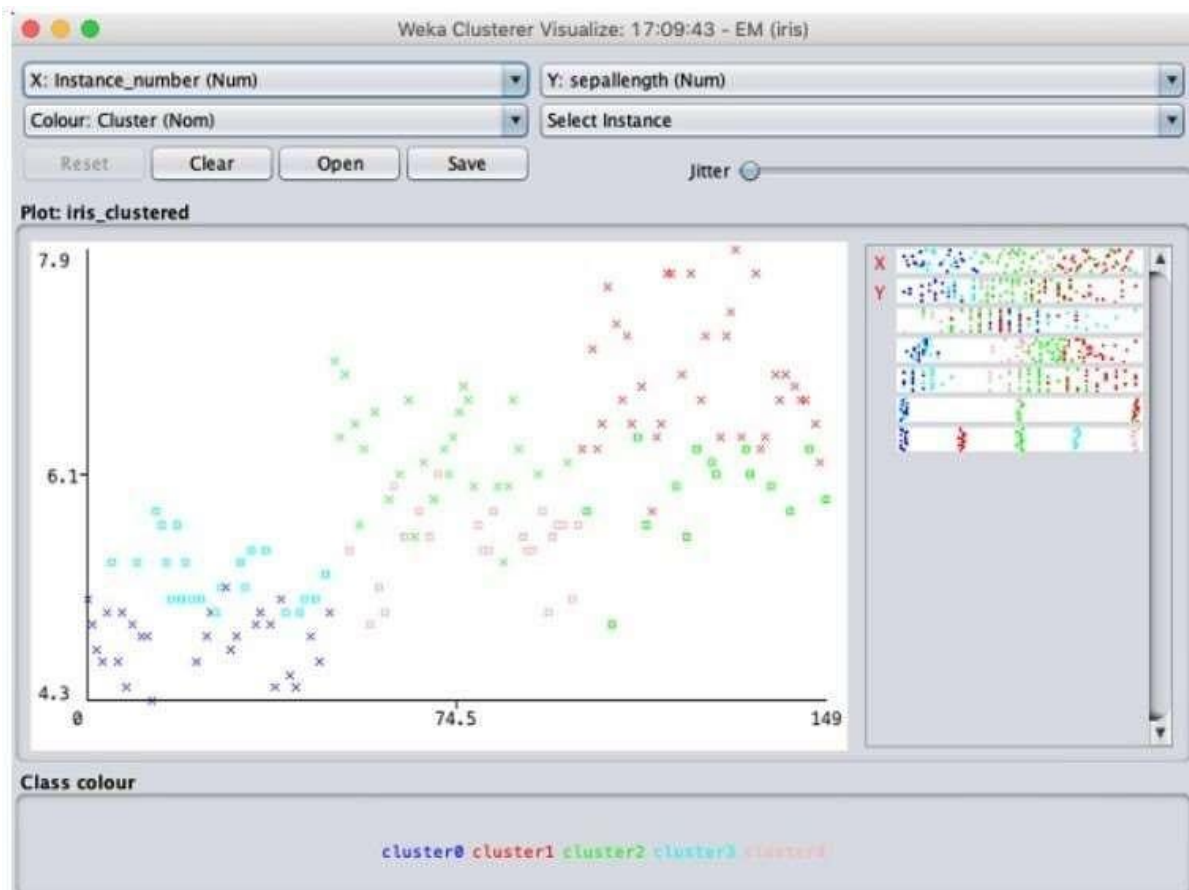 Weka Clusterer Visualize: 17:09:43 - EM (iris)
X: Instance_number (Num) Y: sepallength (Num)
Colour: Cluster (Nom) Select Instance
Reset Clear Open Save Jitter
Plot: iris_clustered
7.9
X
Y
6.1
4.3
0 74.5 149
Class colour
cluster0 cluster1 cluster2 cluster3 cluster4